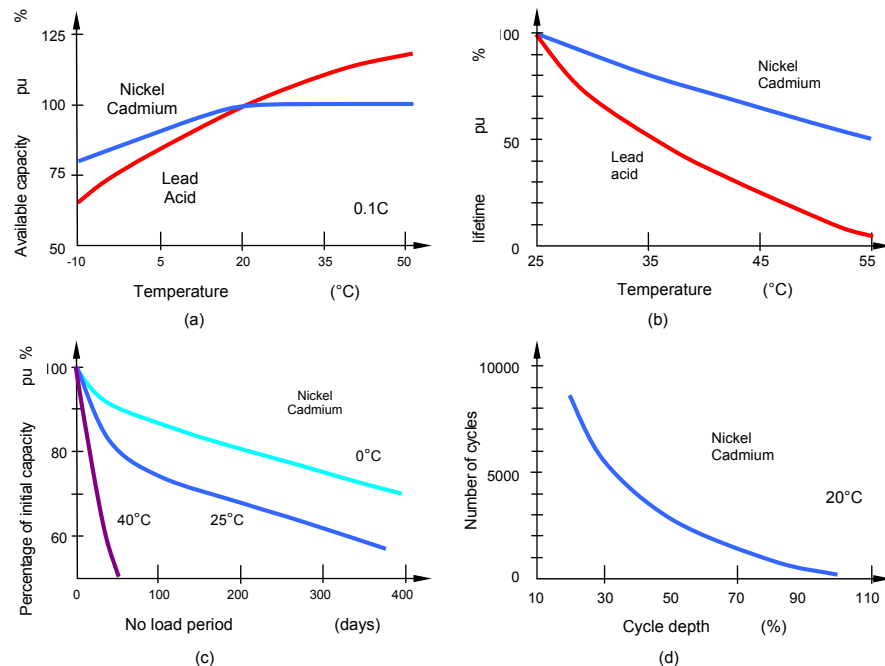 %
pu
Available capacity
125
100
75
50
Nickel
Cadmium
Lead
Acid
0.1C
-10
5
20
35
50
Temperature (°C)
(a)
%
pu
lifetime
100
50
0
Nickel
Cadmium
Lead
acid
25
35
45
55
Temperature (°C)
(b)
pu %
Percentage of initial capacity
100
80
60
Nickel
Cadmium
0°C
40°C
25°C
0
100
200
300
400
No load period (days)
(c)
Number of cycles
10000
5000
0
Nickel
Cadmium
20°C
10
30
50
70
90
110
Cycle depth (%)
(d)